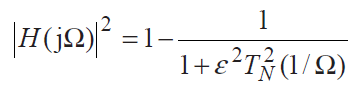 |H(jΩ)|² = 1 − 1 / (1 + ε²T_N²(1/Ω))